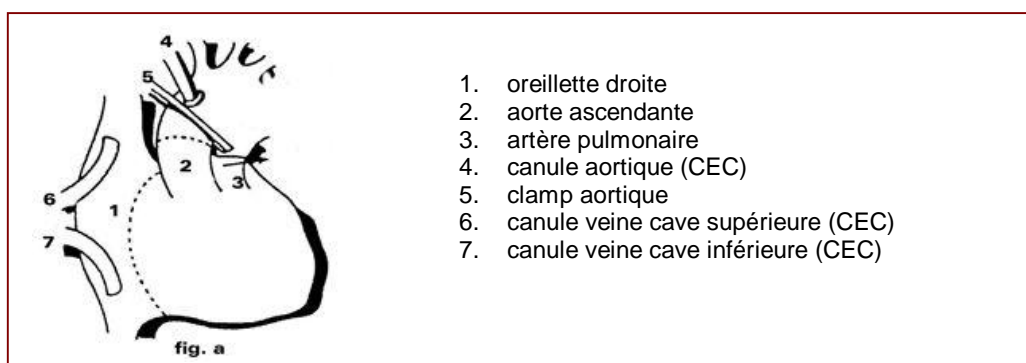 4
5
2
3
6
1
7
fig. a
1. oreillette droite
2. aorte ascendante
3. artère pulmonaire
4. canule aortique (CEC)
5. clamp aortique
6. canule veine cave supérieure (CEC)
7. canule veine cave inférieure (CEC)